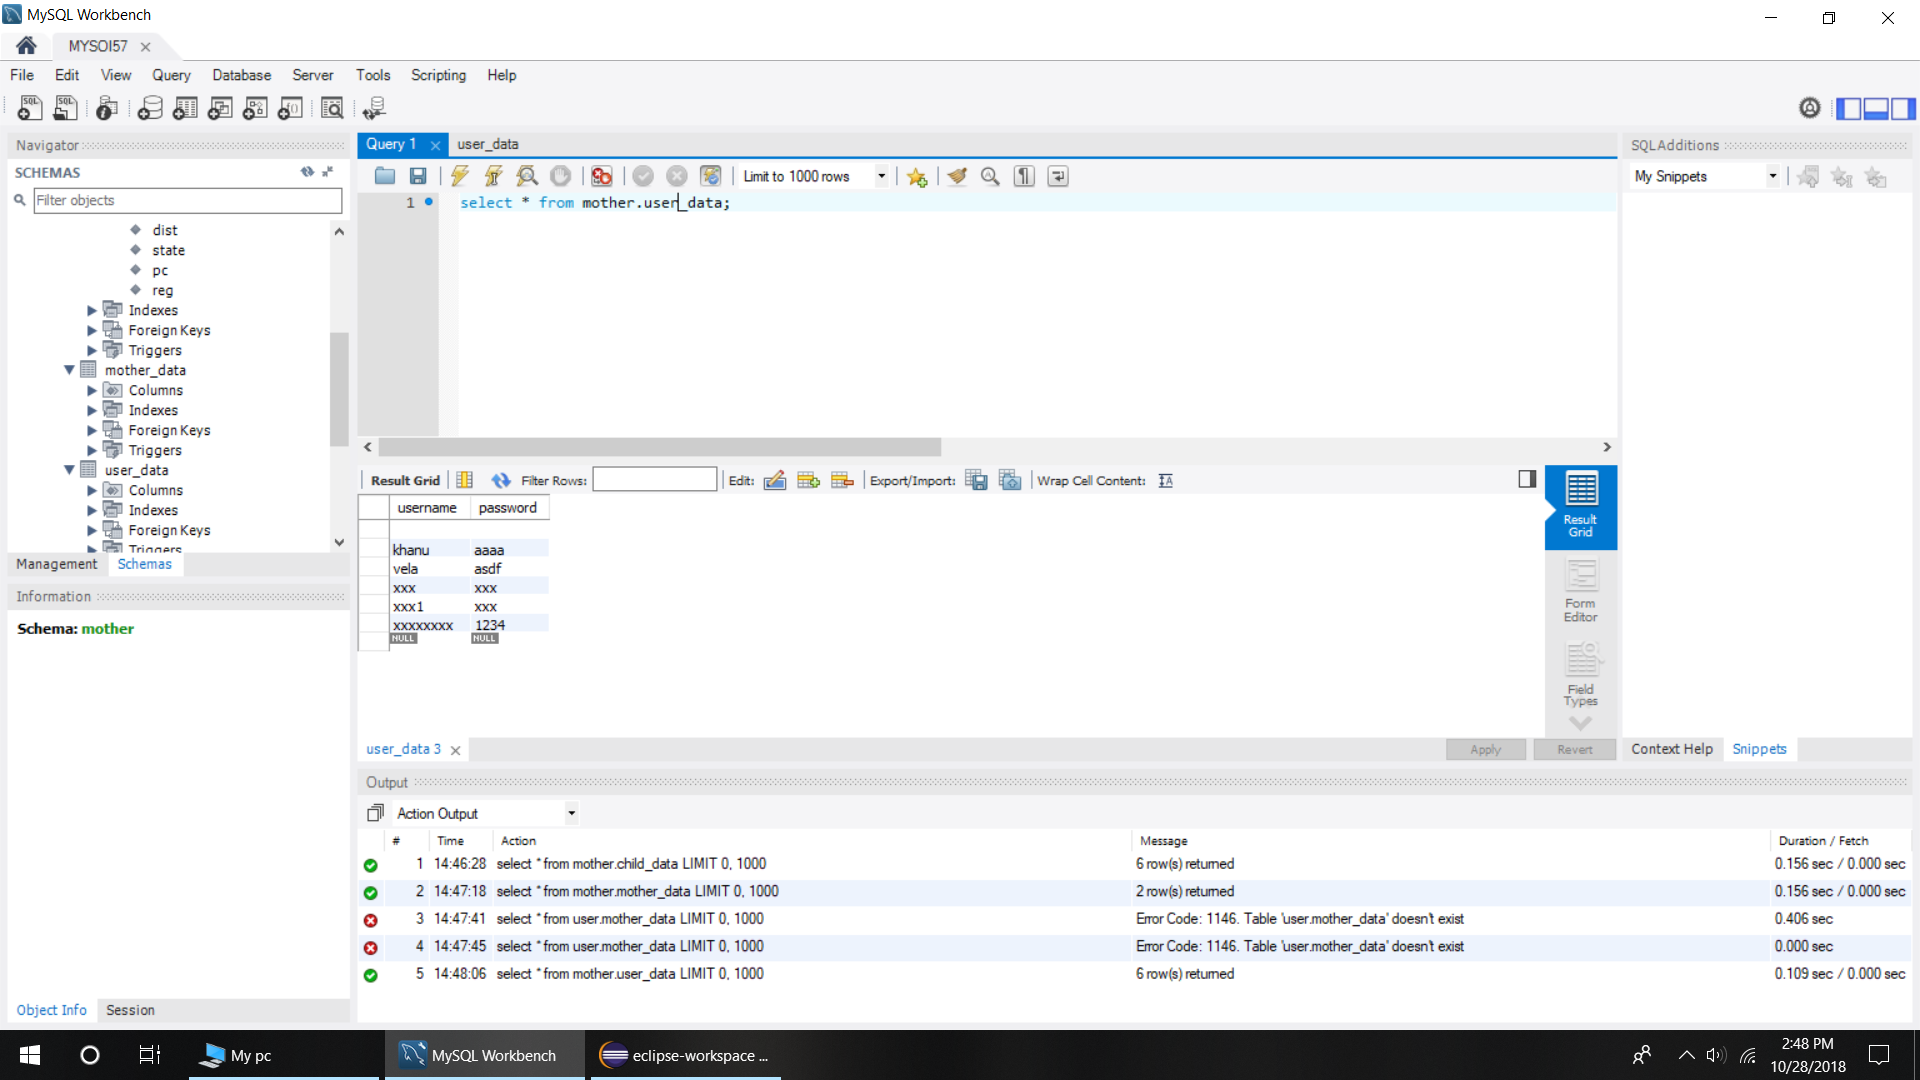 MySQL Workbench
MYSOI57
File Edit View Query Database Server Tools Scripting Help
Navigator
SCHEMAS
Filter objects
dist
state
pc
reg
Indexes
Foreign Keys
Triggers
mother_data
Columns
Indexes
Foreign Keys
Triggers
user_data
Columns
Indexes
Foreign Keys
Triggers
Management Schemas
Information
Schema: mother
Object Info Session
Query 1 user_data
Limit to 1000 rows
1 select * from mother.user_data;
Result Grid Filter Rows: Edit: Export/Import: Wrap Cell Content:
username password
khanu aaaa
vela asdf
xxx xxx
xxx1 xxx
xxxxxxxx 1234
NULL NULL
Result
Grid
Form
Editor
Field
Types
user_data 3 Apply Revert
SQLAdditions
My Snippets
Context Help Snippets
Output
Action Output
# Time Action Message Duration / Fetch
1 14:46:28 select * from mother.child_data LIMIT 0, 1000 6 row(s) returned 0.156 sec / 0.000 sec
2 14:47:18 select * from mother.mother_data LIMIT 0, 1000 2 row(s) returned 0.156 sec / 0.000 sec
3 14:47:41 select * from user.mother_data LIMIT 0, 1000 Error Code: 1146. Table 'user.mother_data' doesn't exist 0.406 sec
4 14:47:45 select * from user.mother_data LIMIT 0, 1000 Error Code: 1146. Table 'user.mother_data' doesn't exist 0.000 sec
5 14:48:06 select * from mother.user_data LIMIT 0, 1000 6 row(s) returned 0.109 sec / 0.000 sec
My pc MySQL Workbench eclipse-workspace ...
2:48 PM
10/28/2018